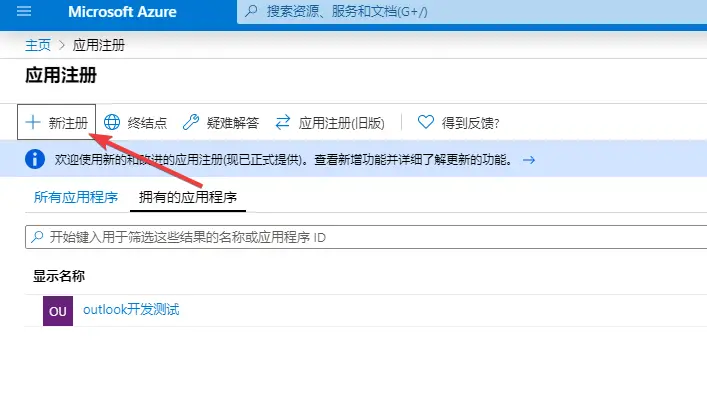 Microsoft Azure
搜索资源、服务和文档(G+/)
主页 > 应用注册
应用注册
新注册 终结点 疑难解答 应用注册(旧版) 得到反馈?
欢迎使用新的和改进的应用注册(现已正式提供)。查看新增功能并详细了解更新的功能。 →
所有应用程序 拥有的应用程序
开始键入用于筛选这些结果的名称或应用程序 ID
显示名称
OU outlook开发测试